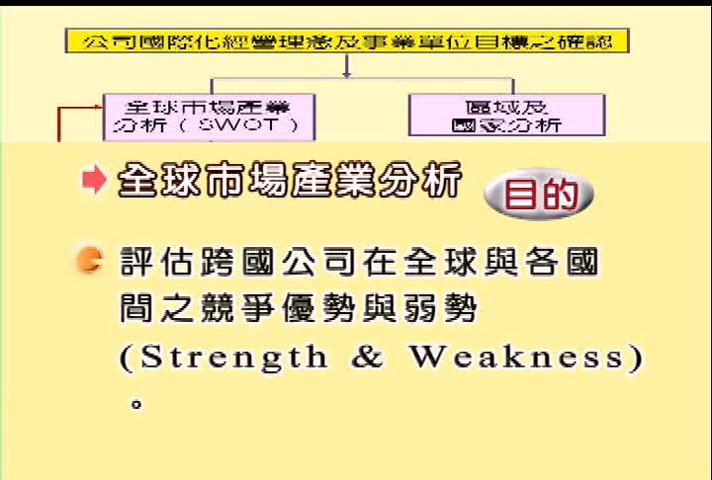 公司國際化經營理念及事業單位目標之確認
全球市場產業
分析(SWOT)
區域及
國家分析
全球市場產業分析
目的
評估跨國公司在全球與各國
間之競爭優勢與弱勢
(Strength & Weakness)
。